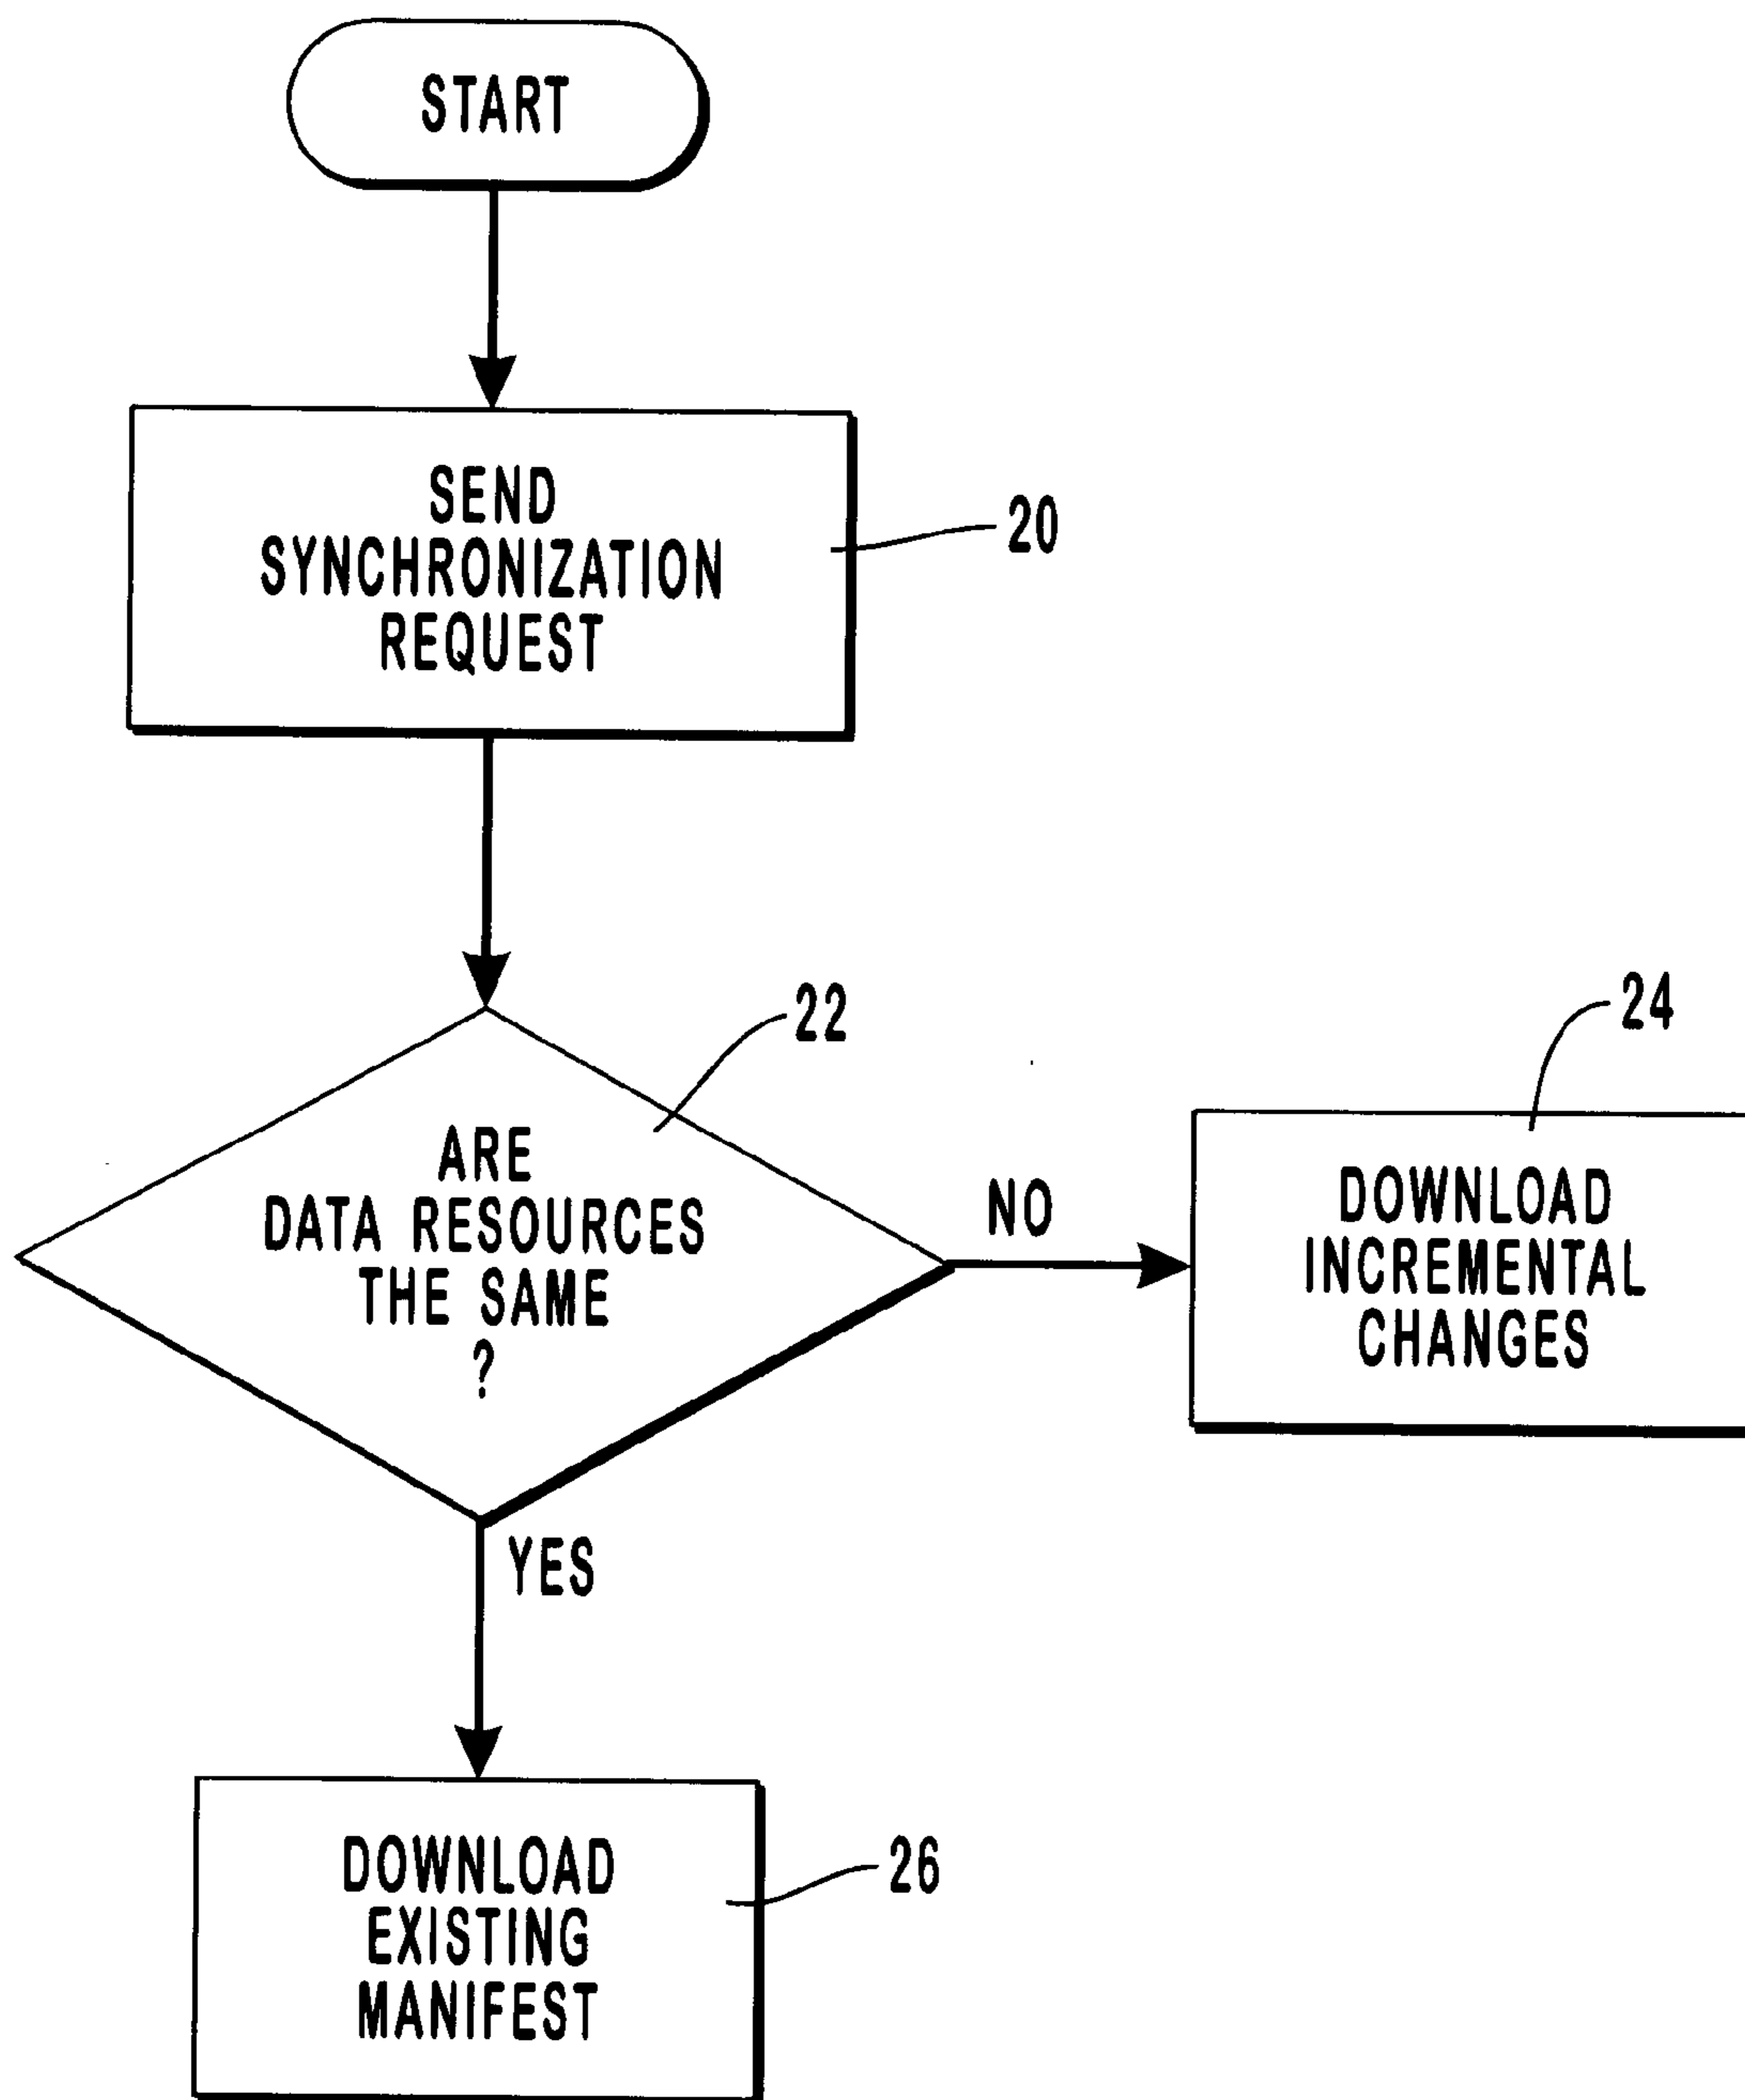 START
SEND
SYNCHRONIZATION
REQUEST
20
22
ARE
DATA RESOURCES
THE SAME
?
NO
24
DOWNLOAD
INCREMENTAL
CHANGES
YES
DOWNLOAD
EXISTING
MANIFEST
26